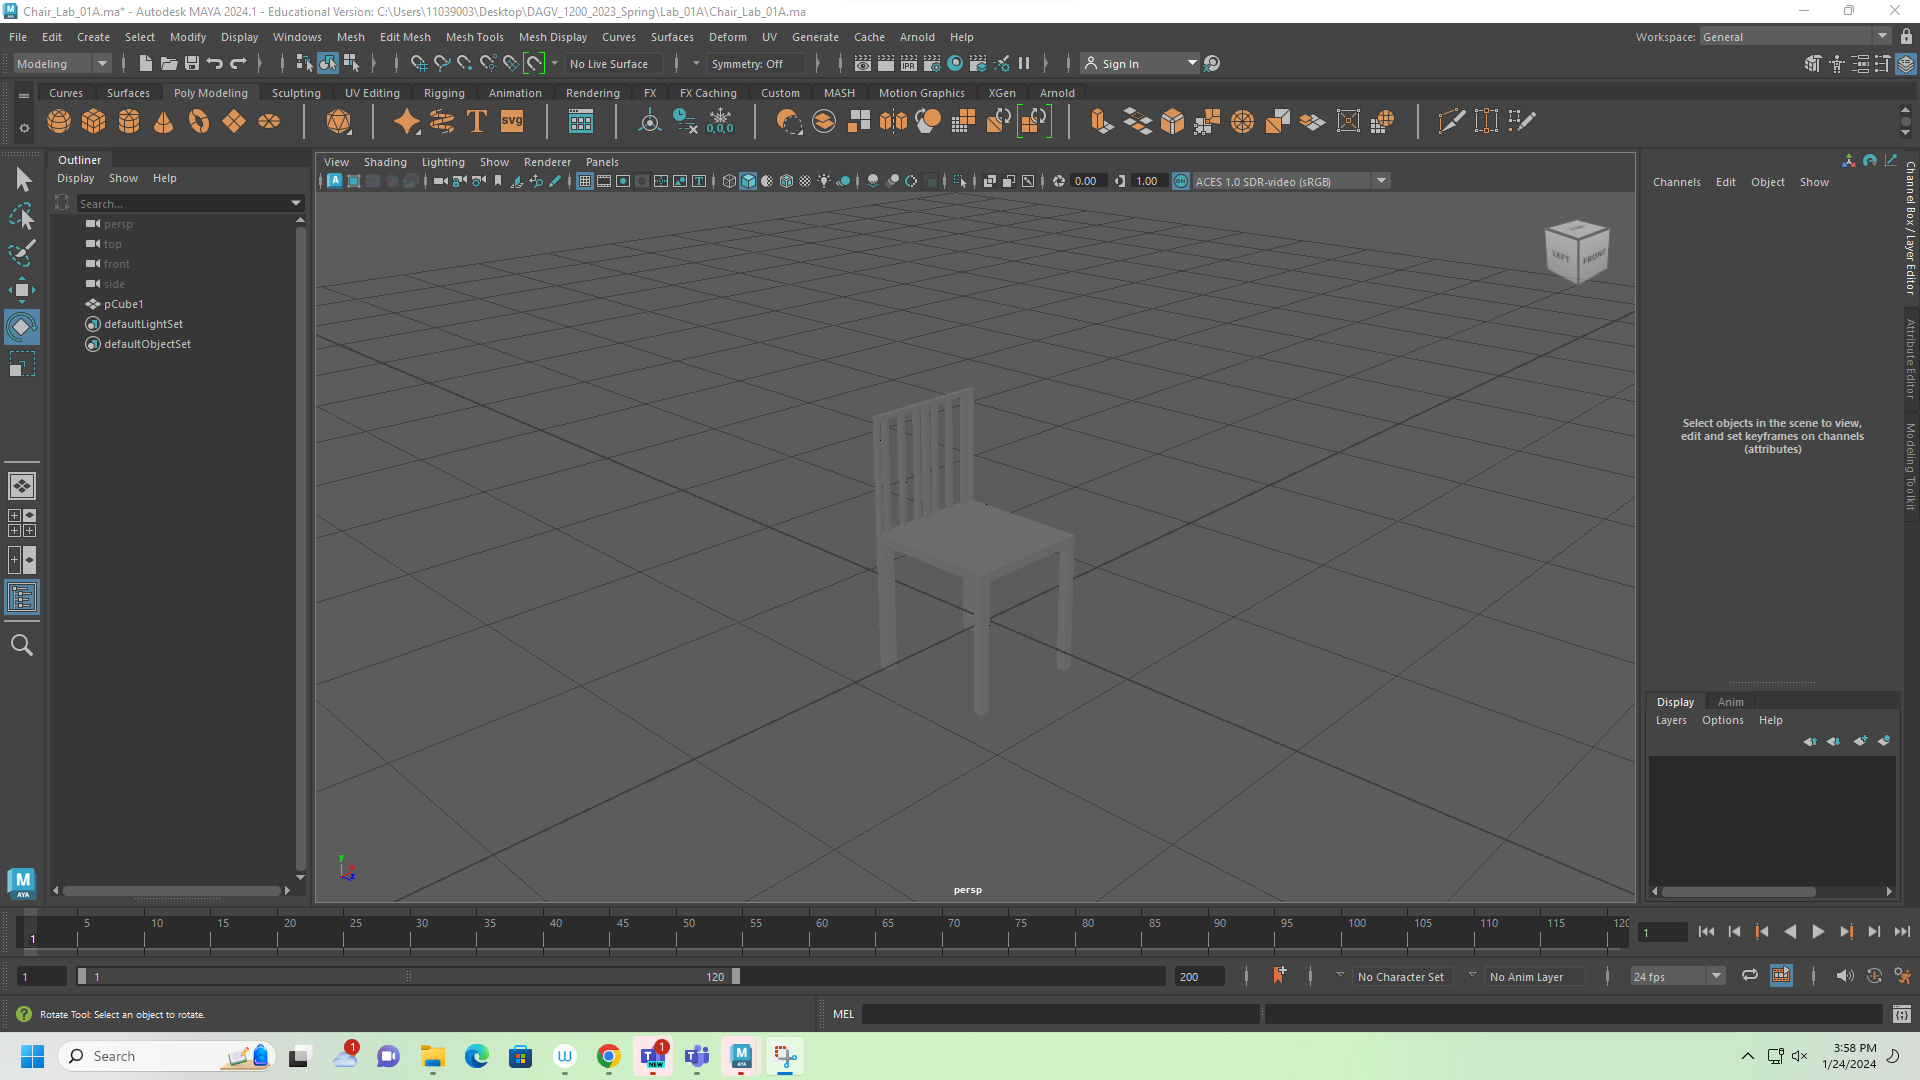 Chair_Lab_01A.ma* - Autodesk MAYA 2024.1 - Educational Version: C:\Users\11039003\Desktop\DAGV_1200_2023_Spring\Lab_01A\Chair_Lab_01A.ma
File Edit Create Select Modify Display Windows Mesh Edit Mesh Mesh Tools Mesh Display Curves Surfaces Deform UV Generate Cache Arnold Help
Workspace: General
Modeling No Live Surface Symmetry: Off Sign In
Curves Surfaces Poly Modeling Sculpting UV Editing Rigging Animation Rendering FX FX Caching Custom MASH Motion Graphics XGen Arnold
T svg 0,0,0
Outliner
Display Show Help
Search...
persp
top
front
side
pCube1
defaultLightSet
defaultObjectSet
View Shading Lighting Show Renderer Panels
0.00 1.00 ACES 1.0 SDR-video (sRGB)
LEFT FRONT
y
z
persp
Channels Edit Object Show
Select objects in the scene to view,
edit and set keyframes on channels
(attributes)
Channel Box / Layer Editor
Attribute Editor
Modeling Toolkit
Display Anim
Layers Options Help
M
AYA
5 10 15 20 25 30 35 40 45 50 55 60 65 70 75 80 85 90 95 100 105 110 115 120
1
1
1 1 120 200 No Character Set No Anim Layer 24 fps
Rotate Tool: Select an object to rotate.
MEL
Search
1
1
NEW
3:58 PM
1/24/2024